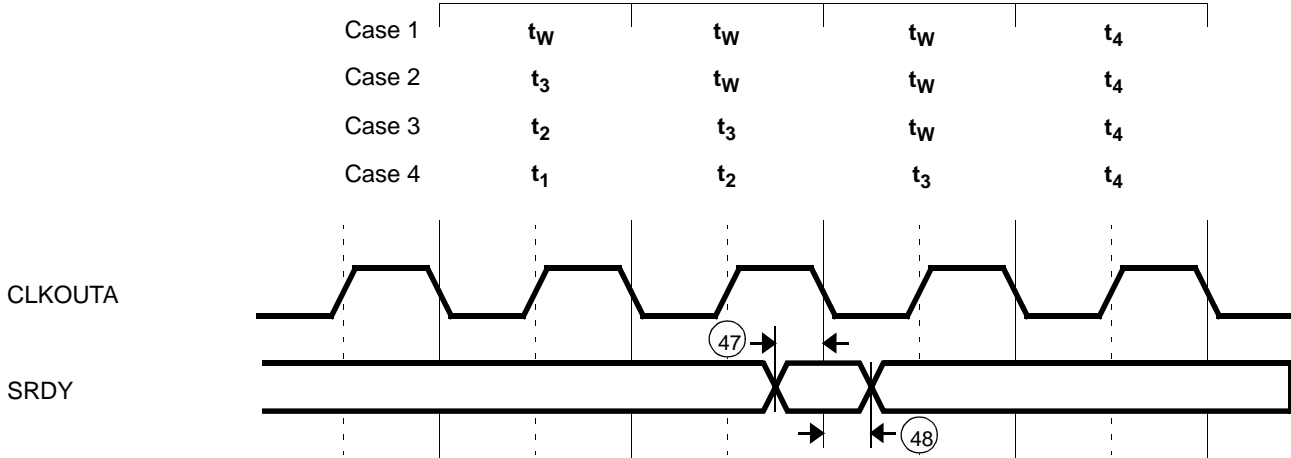 Case 1 tW tW tW t4
Case 2 t3 tW tW t4
Case 3 t2 t3 tW t4
Case 4 t1 t2 t3 t4
CLKOUTA
47
SRDY
48